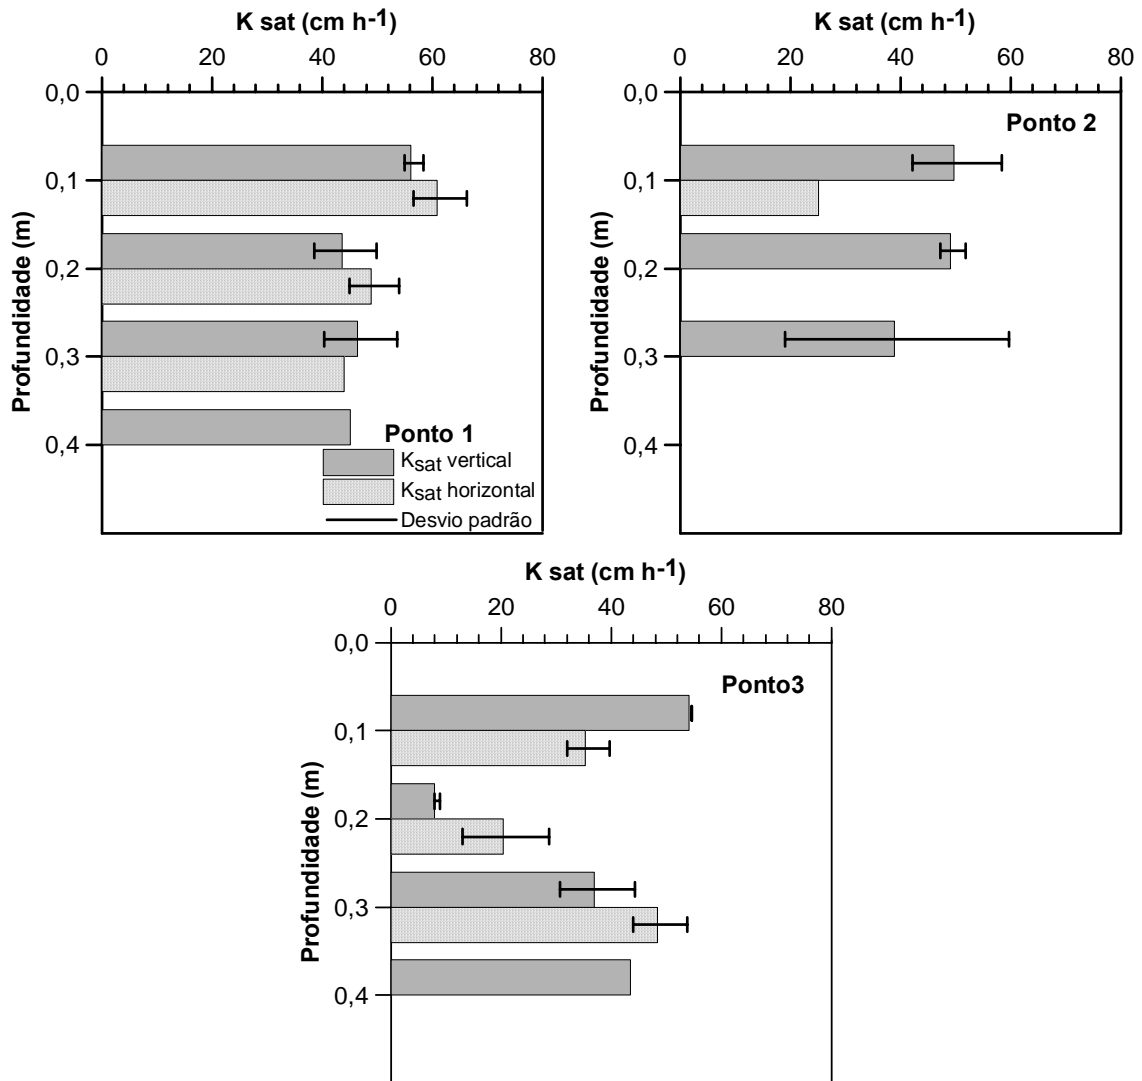 K sat (cm h-1)
0 20 40 60 80
0,0
0,1
0,2
0,3
0,4
Profundidade (m)
Ponto 1
Ksat vertical
Ksat horizontal
Desvio padrão
K sat (cm h-1)
0 20 40 60 80
0,0
0,1
0,2
0,3
0,4
Profundidade (m)
Ponto 2
K sat (cm h-1)
0 20 40 60 80
0,0
0,1
0,2
0,3
0,4
Profundidade (m)
Ponto3